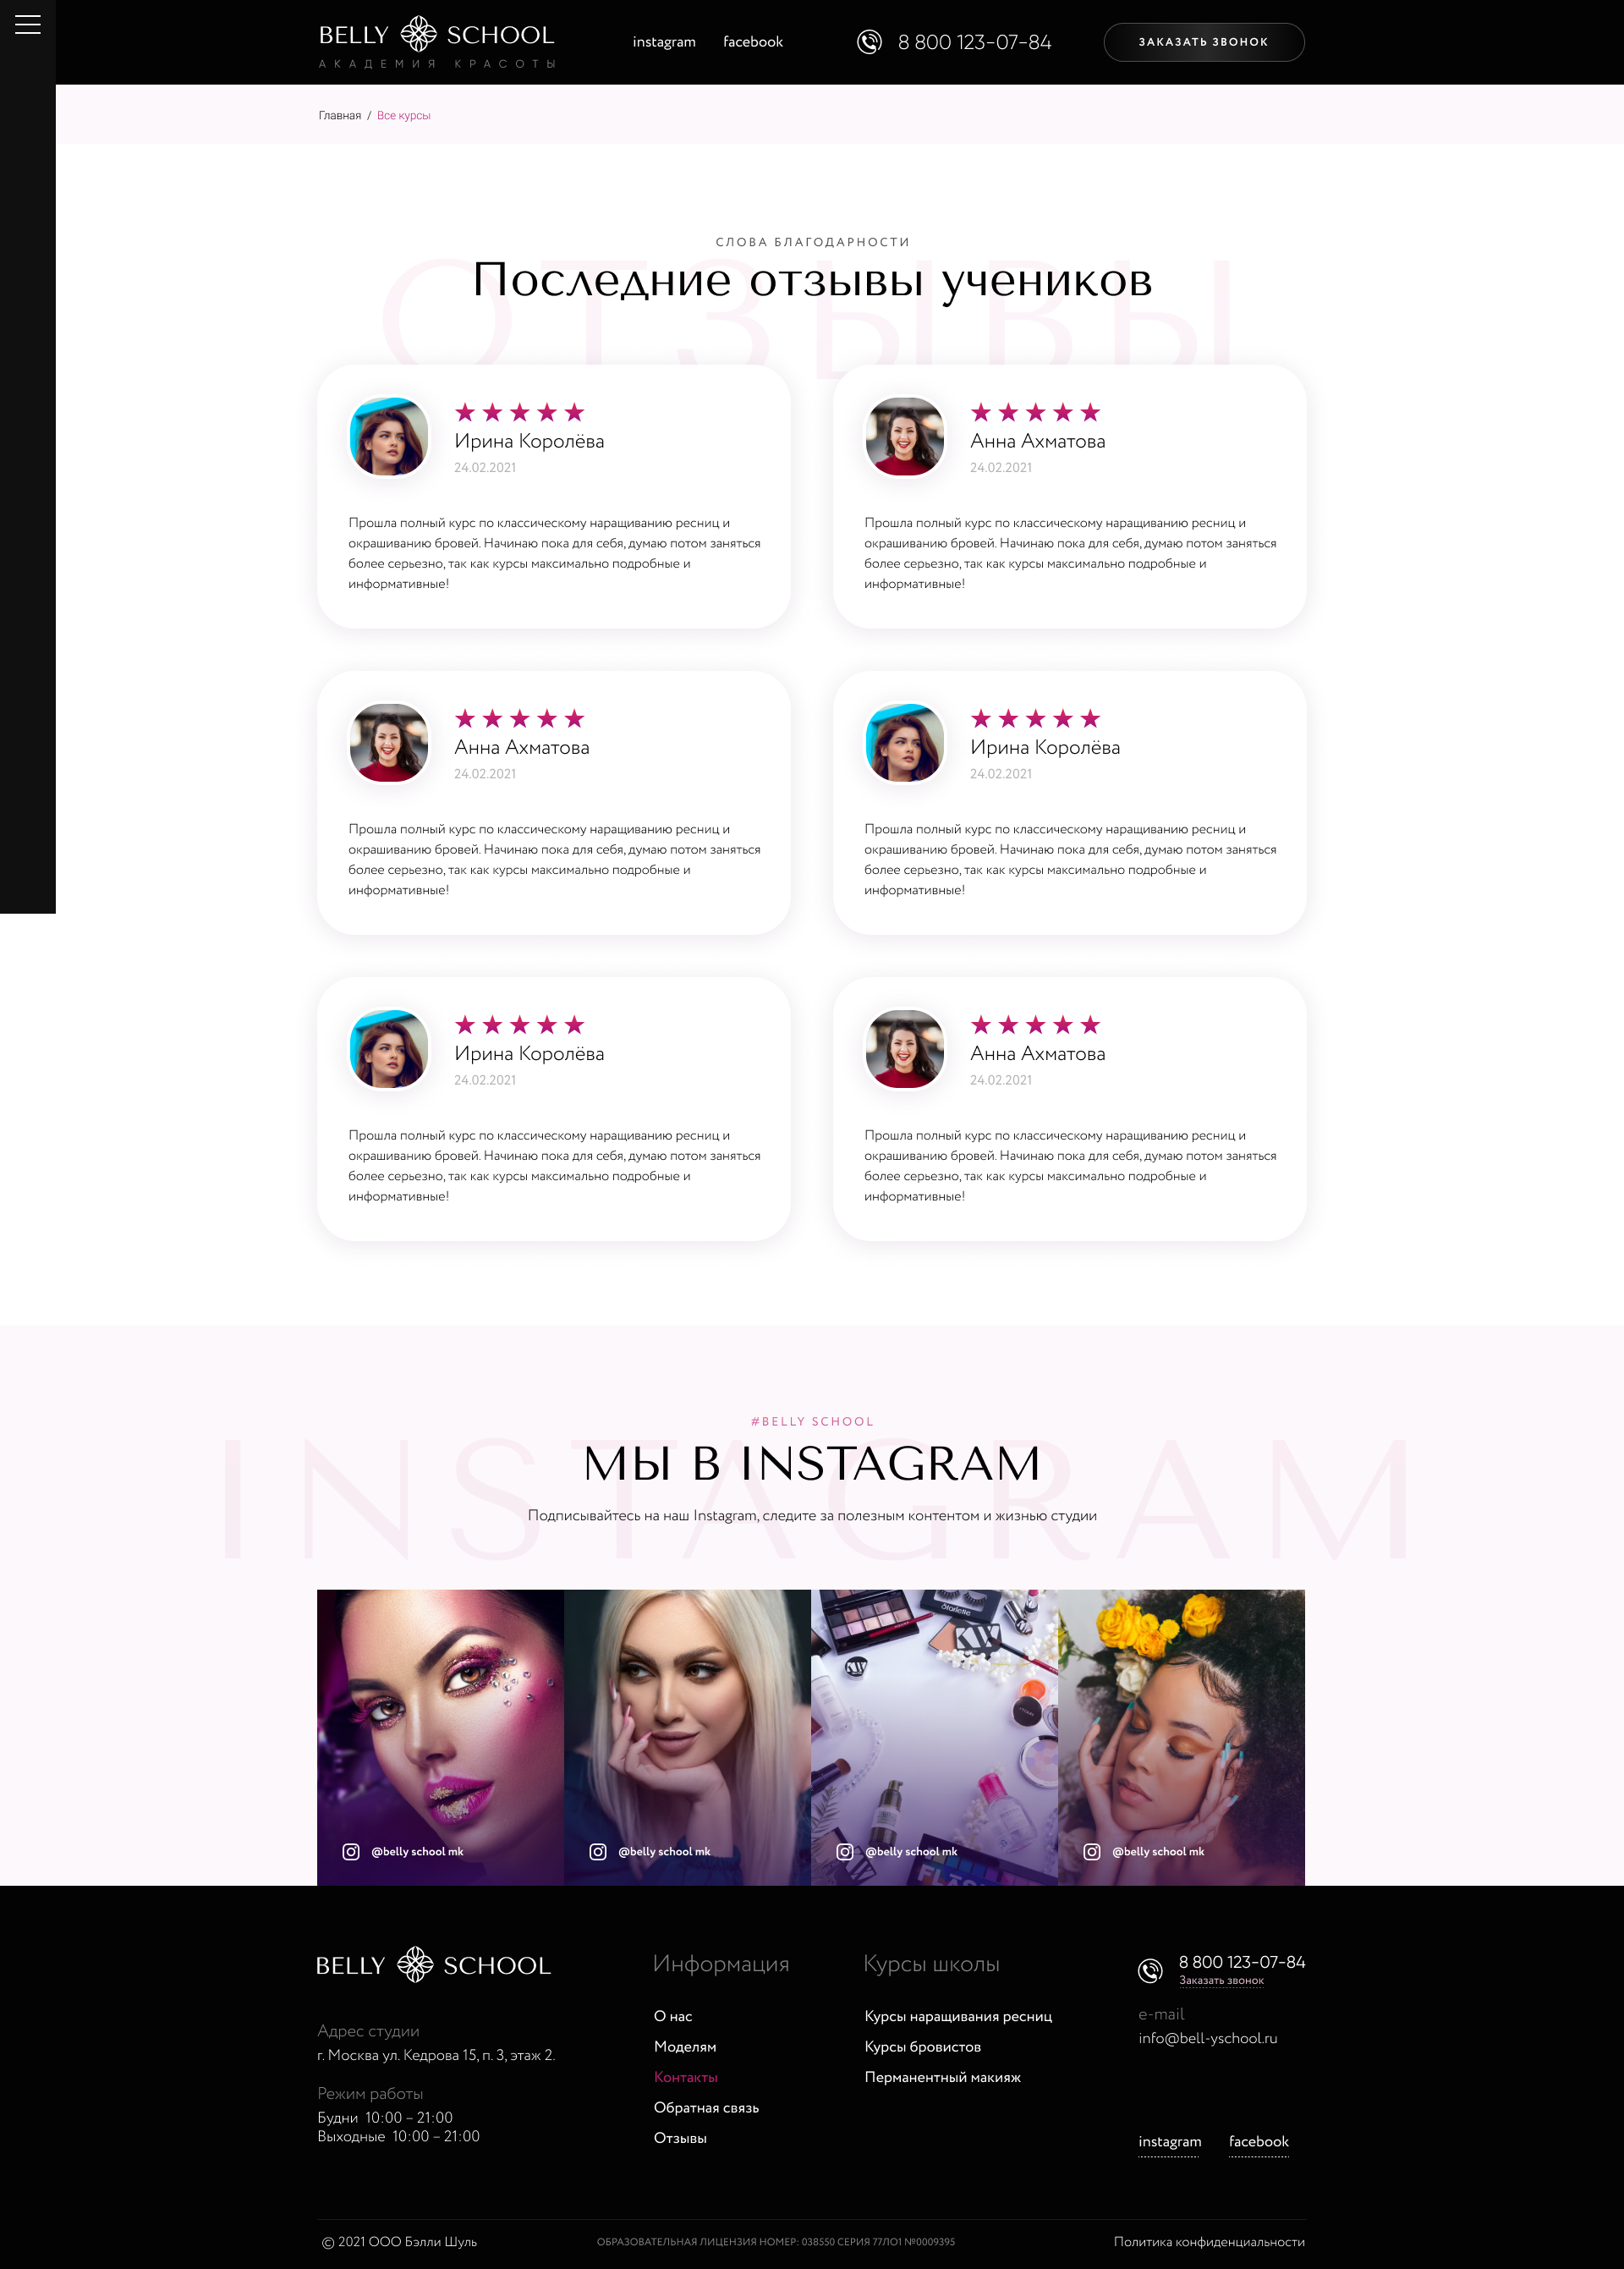 BELLY SCHOOL
АКАДЕМИЯ КРАСОТЫ
instagram facebook
8 800 123-07-84
ЗАКАЗАТЬ ЗВОНОК
Главная / Все курсы
СЛОВА БЛАГОДАРНОСТИ
ОТЗЫВЫ
Последние отзывы учеников
Ирина Королёва
24.02.2021
Прошла полный курс по классическому наращиванию ресниц и
окрашиванию бровей. Начинаю пока для себя, думаю потом заняться
более серьезно, так как курсы максимально подробные и
информативные!
Анна Ахматова
24.02.2021
Прошла полный курс по классическому наращиванию ресниц и
окрашиванию бровей. Начинаю пока для себя, думаю потом заняться
более серьезно, так как курсы максимально подробные и
информативные!
Анна Ахматова
24.02.2021
Прошла полный курс по классическому наращиванию ресниц и
окрашиванию бровей. Начинаю пока для себя, думаю потом заняться
более серьезно, так как курсы максимально подробные и
информативные!
Ирина Королёва
24.02.2021
Прошла полный курс по классическому наращиванию ресниц и
окрашиванию бровей. Начинаю пока для себя, думаю потом заняться
более серьезно, так как курсы максимально подробные и
информативные!
Ирина Королёва
24.02.2021
Прошла полный курс по классическому наращиванию ресниц и
окрашиванию бровей. Начинаю пока для себя, думаю потом заняться
более серьезно, так как курсы максимально подробные и
информативные!
Анна Ахматова
24.02.2021
Прошла полный курс по классическому наращиванию ресниц и
окрашиванию бровей. Начинаю пока для себя, думаю потом заняться
более серьезно, так как курсы максимально подробные и
информативные!
#BELLY SCHOOL
INSTAGRAM
МЫ В INSTAGRAM
Подписывайтесь на наш Instagram, следите за полезным контентом и жизнью студии
Starlette
@belly school mk
@belly school mk
@belly school mk
@belly school mk
BELLY SCHOOL
Адрес студии
г. Москва ул. Кедрова 15, п. 3, этаж 2.
Режим работы
Будни 10:00 – 21:00
Выходные 10:00 – 21:00
Информация
О нас
Моделям
Контакты
Обратная связь
Отзывы
Курсы школы
Курсы наращивания ресниц
Курсы бровистов
Перманентный макияж
8 800 123-07-84
Заказать звонок
e-mail
info@bell-yschool.ru
instagram facebook
© 2021 ООО Бэлли Шуль
ОБРАЗОВАТЕЛЬНАЯ ЛИЦЕНЗИЯ НОМЕР: 038550 СЕРИЯ 77ЛО1 №0009395
Политика конфиденциальности